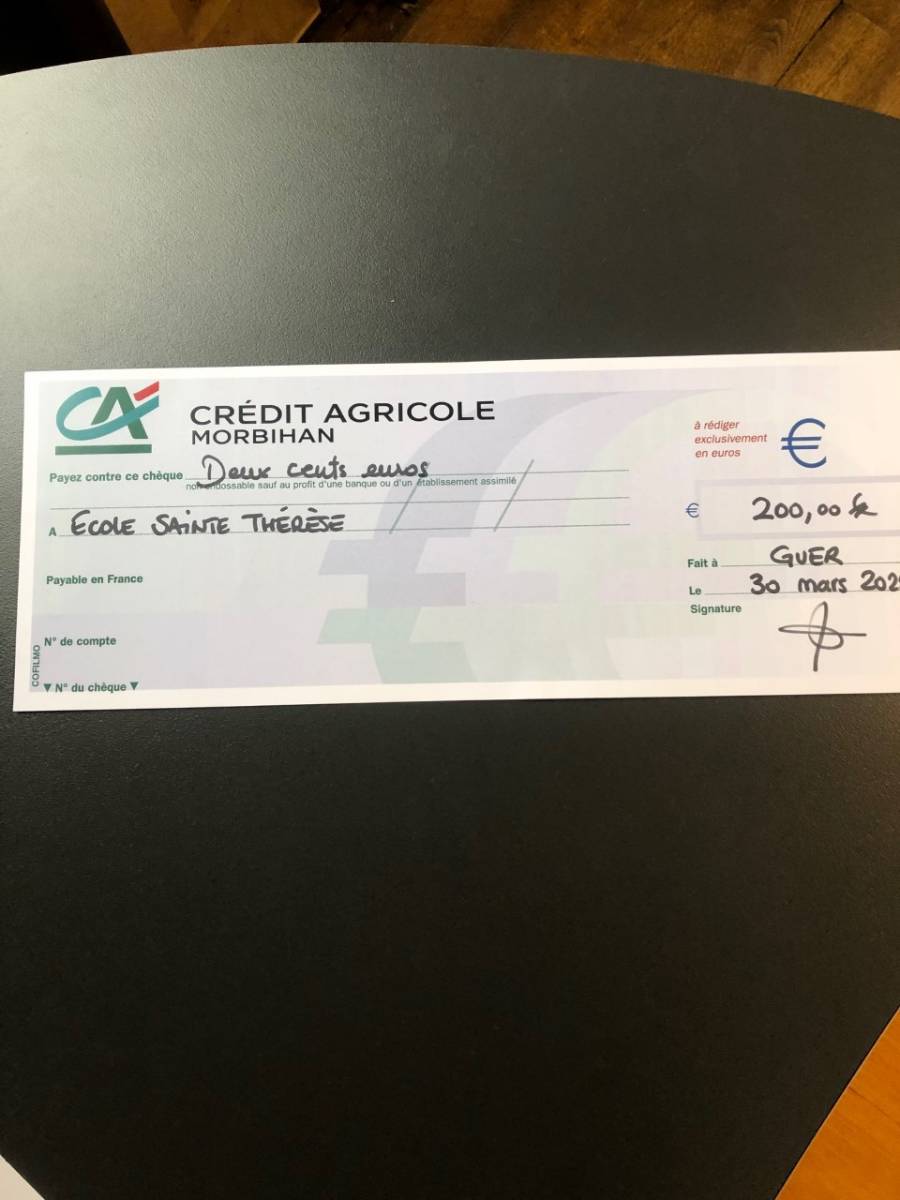 CA
CRÉDIT AGRICOLE
MORBIHAN
à rédiger
exclusivement
en euros
€
Payez contre ce chèque Deux cents euros
non endossable sauf au profit d'une banque ou d'un établissement assimilé
€ 200,00
A ECOLE SAINTE THÉRÈSE
Fait à GUER
Payable en France
Le 30 mars
Signature
N° de compte
COFILMO
▼ N° du chèque ▼